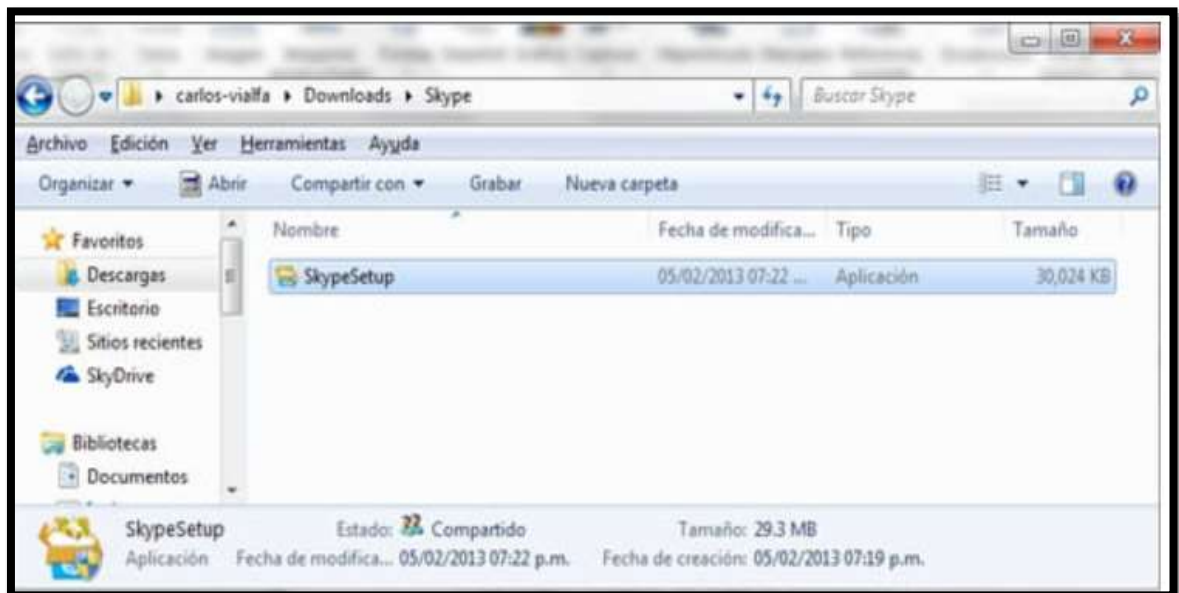 carlos-vialfa ▸ Downloads ▸ Skype
Buscar Skype
Archivo Edición Ver Herramientas Ayuda
Organizar Abrir Compartir con Grabar Nueva carpeta
Nombre Fecha de modifica... Tipo Tamaño
SkypeSetup 05/02/2013 07:22 ... Aplicación 30,024 KB
Favoritos
Descargas
Escritorio
Sitios recientes
SkyDrive
Bibliotecas
Documentos
SkypeSetup Estado: Compartido Tamaño: 29.3 MB
Aplicación Fecha de modifica... 05/02/2013 07:22 p.m. Fecha de creación: 05/02/2013 07:19 p.m.